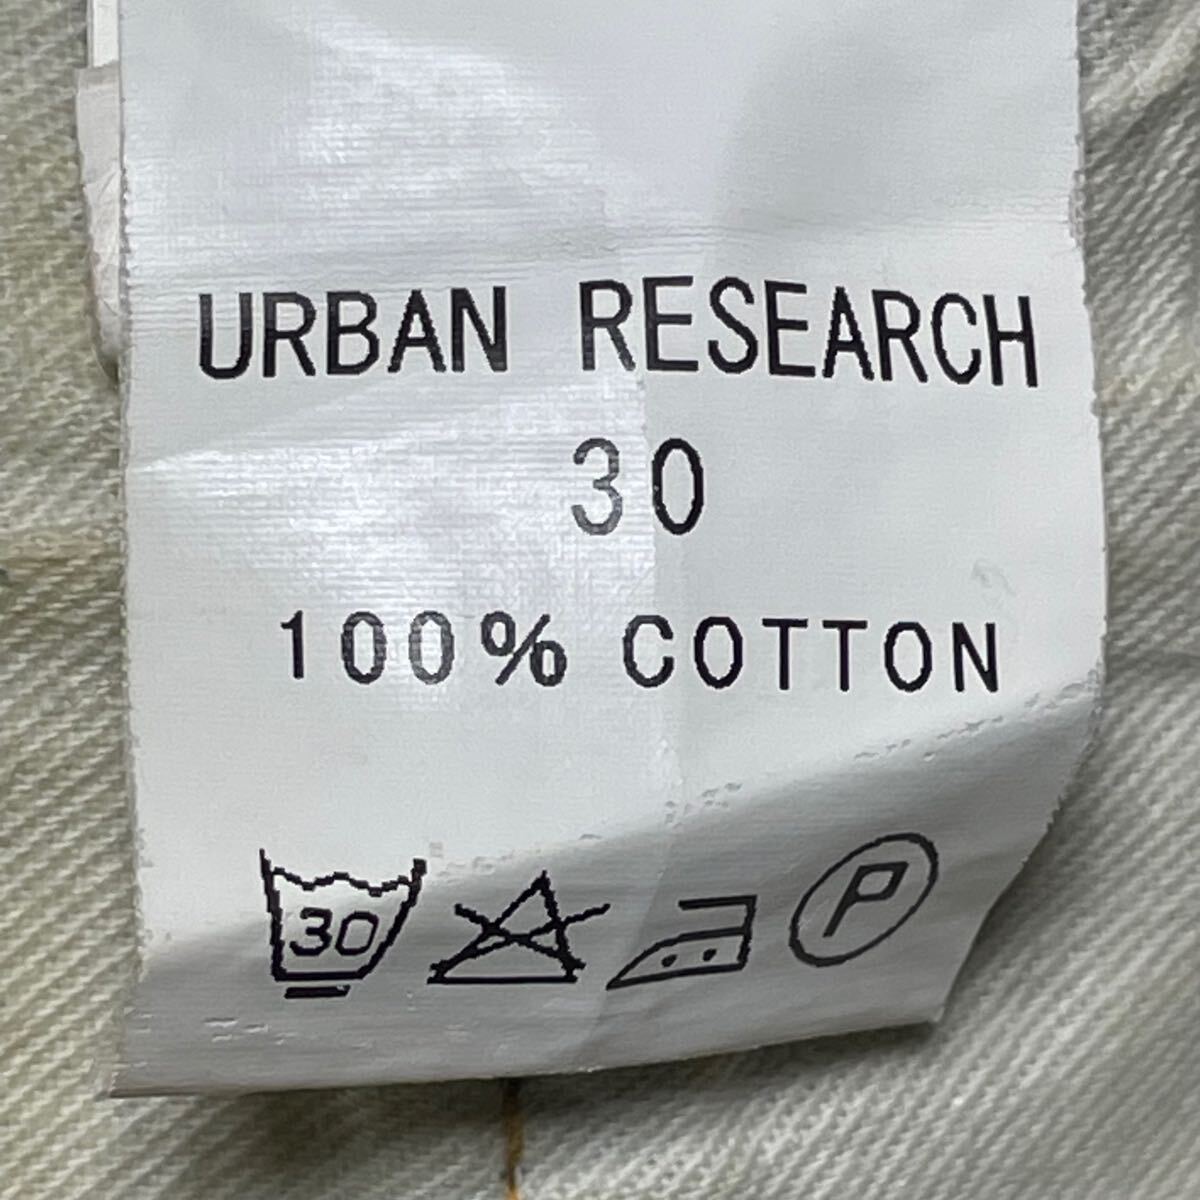 URBAN RESEARCH
30
100% COTTON
30 P